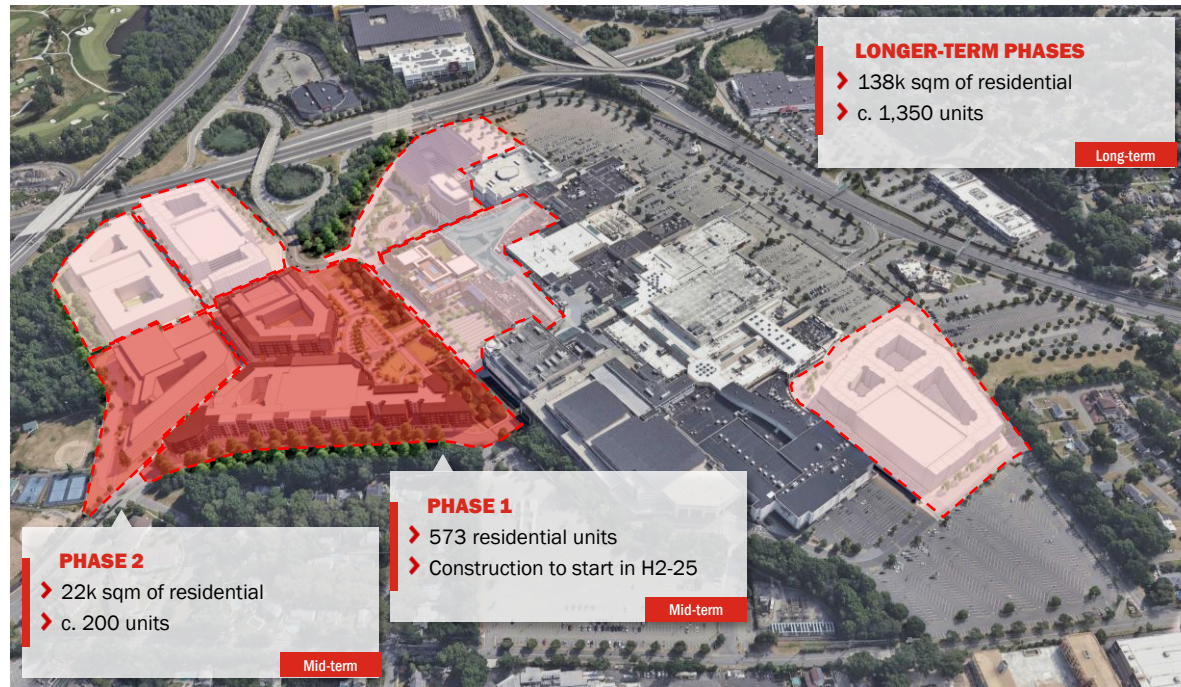 LONGER-TERM PHASES
138k sqm of residential
c. 1,350 units
Long-term
PHASE 1
573 residential units
Construction to start in H2-25
Mid-term
PHASE 2
22k sqm of residential
c. 200 units
Mid-term